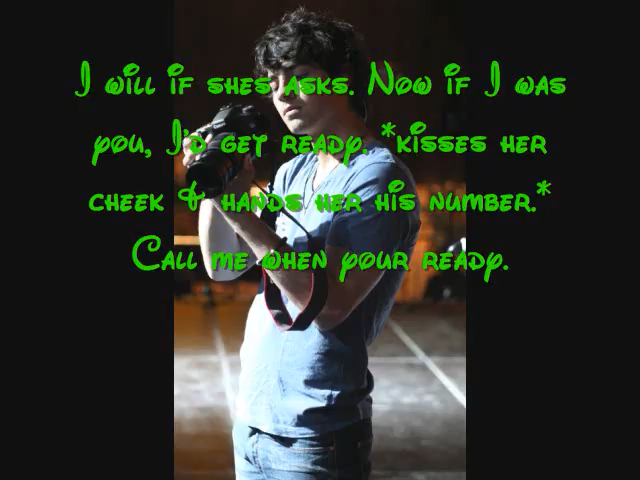 I will if shes asks. Now if I was
you, I'd get ready. *kisses her
cheek & hands her his number.*
Call me when your ready.